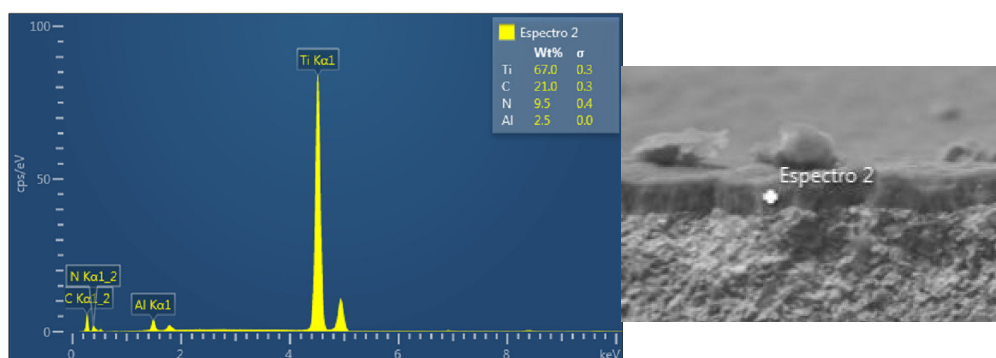 100
Espectro 2
Wt% σ
Ti 67.0 0.3
C 21.0 0.3
N 9.5 0.4
Al 2.5 0.0
Ti Kα1
cps/eV
50
N Kα1_2
C Kα1_2
Al Kα1
0
0 2 4 6 8 keV
Espectro 2